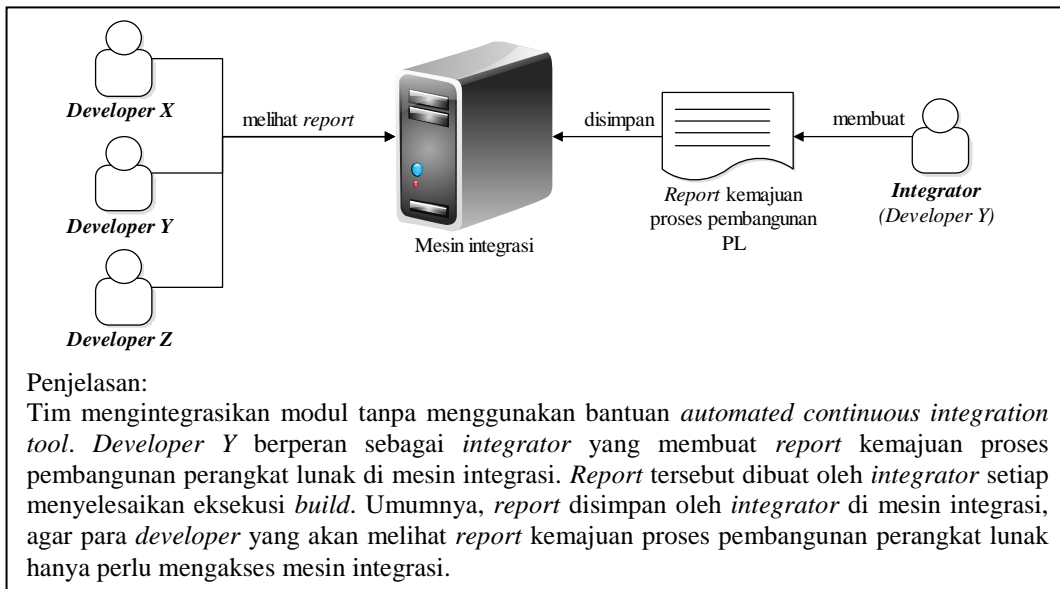 Developer X
melihat report
disimpan
membuat
Developer Y
Report kemajuan
proses pembangunan
PL
Integrator
(Developer Y)
Mesin integrasi
Developer Z
Penjelasan:
Tim mengintegrasikan modul tanpa menggunakan bantuan automated continuous integration
tool. Developer Y berperan sebagai integrator yang membuat report kemajuan proses
pembangunan perangkat lunak di mesin integrasi. Report tersebut dibuat oleh integrator setiap
menyelesaikan eksekusi build. Umumnya, report disimpan oleh integrator di mesin integrasi,
agar para developer yang akan melihat report kemajuan proses pembangunan perangkat lunak
hanya perlu mengakses mesin integrasi.